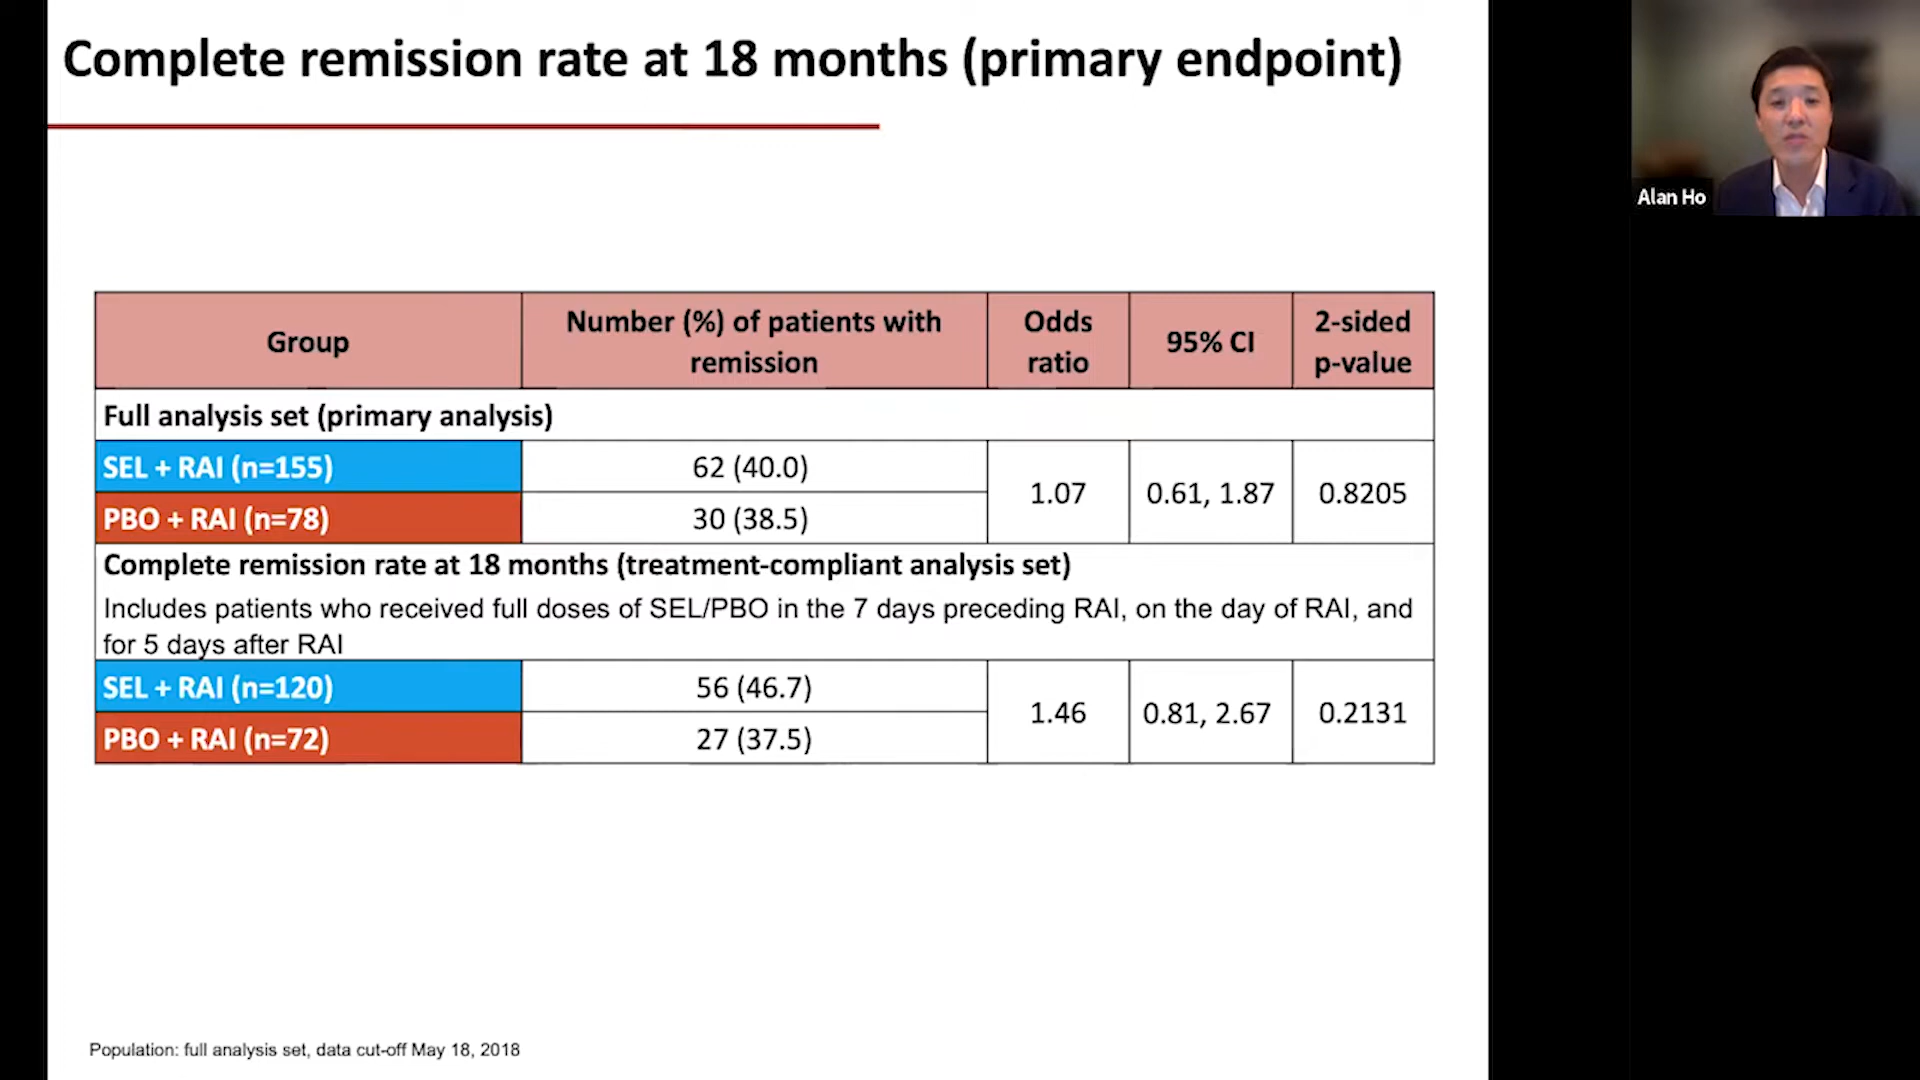 Complete remission rate at 18 months (primary endpoint)
Alan Ho
Group
Number (%) of patients with
remission
Odds
ratio
95% CI
2-sided
p-value
Full analysis set (primary analysis)
SEL + RAI (n=155)
62 (40.0)
1.07
0.61, 1.87
0.8205
PBO + RAI (n=78)
30 (38.5)
Complete remission rate at 18 months (treatment-compliant analysis set)
Includes patients who received full doses of SEL/PBO in the 7 days preceding RAI, on the day of RAI, and
for 5 days after RAI
SEL + RAI (n=120)
56 (46.7)
1.46
0.81, 2.67
0.2131
PBO + RAI (n=72)
27 (37.5)
Population: full analysis set, data cut-off May 18, 2018